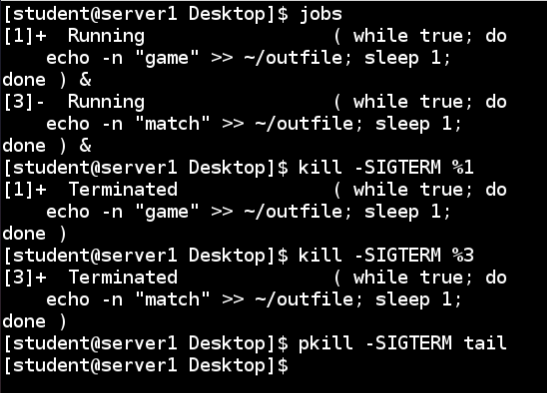 [student@server1 Desktop]$ jobs
[1]+  Running                 ( while true; do
    echo -n "game" >> ~/outfile; sleep 1;
done ) &
[3]-  Running                 ( while true; do
    echo -n "match" >> ~/outfile; sleep 1;
done ) &
[student@server1 Desktop]$ kill -SIGTERM %1
[1]+  Terminated              ( while true; do
    echo -n "game" >> ~/outfile; sleep 1;
done )
[student@server1 Desktop]$ kill -SIGTERM %3
[3]+  Terminated              ( while true; do
    echo -n "match" >> ~/outfile; sleep 1;
done )
[student@server1 Desktop]$ pkill -SIGTERM tail
[student@server1 Desktop]$